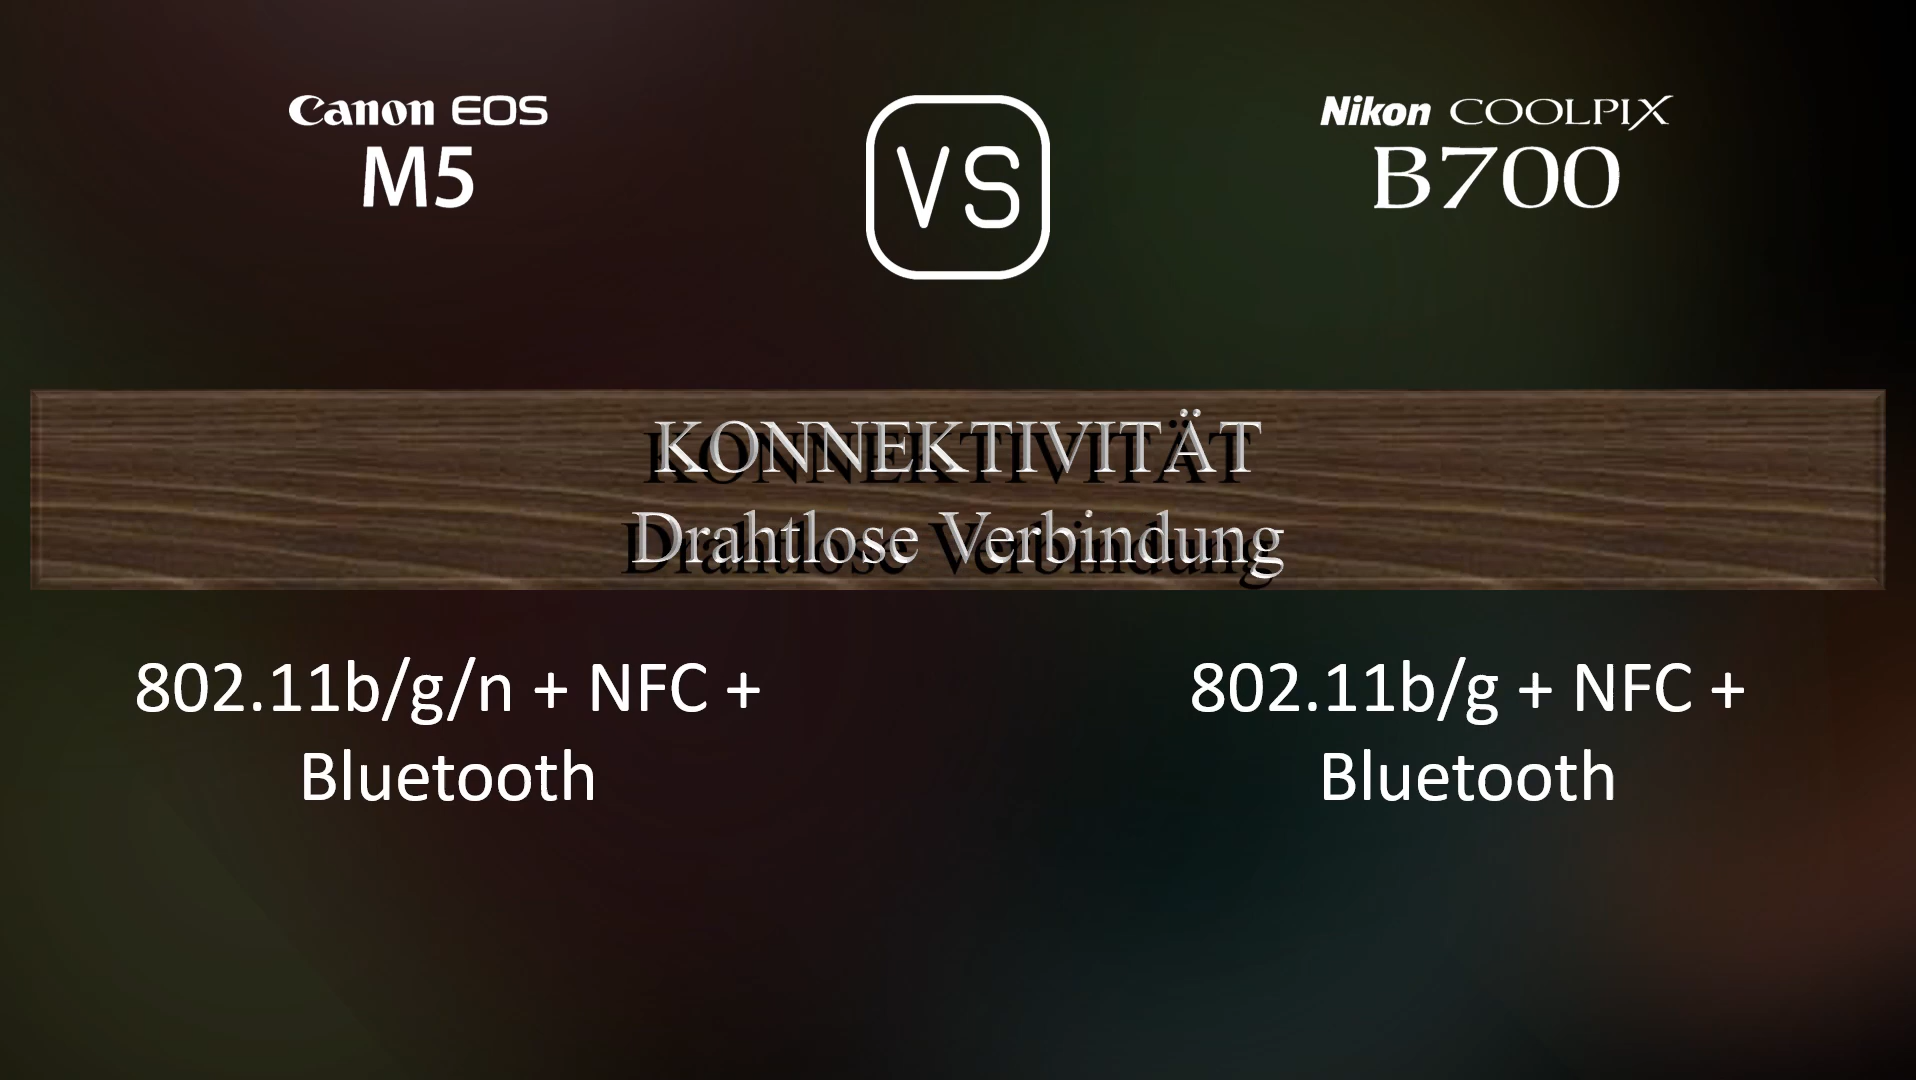 Canon EOS
M5
VS
Nikon COOLPIX
B700
KONNEKTIVITÄT
Drahtlose Verbindung
802.11b/g/n + NFC +
Bluetooth
802.11b/g + NFC +
Bluetooth